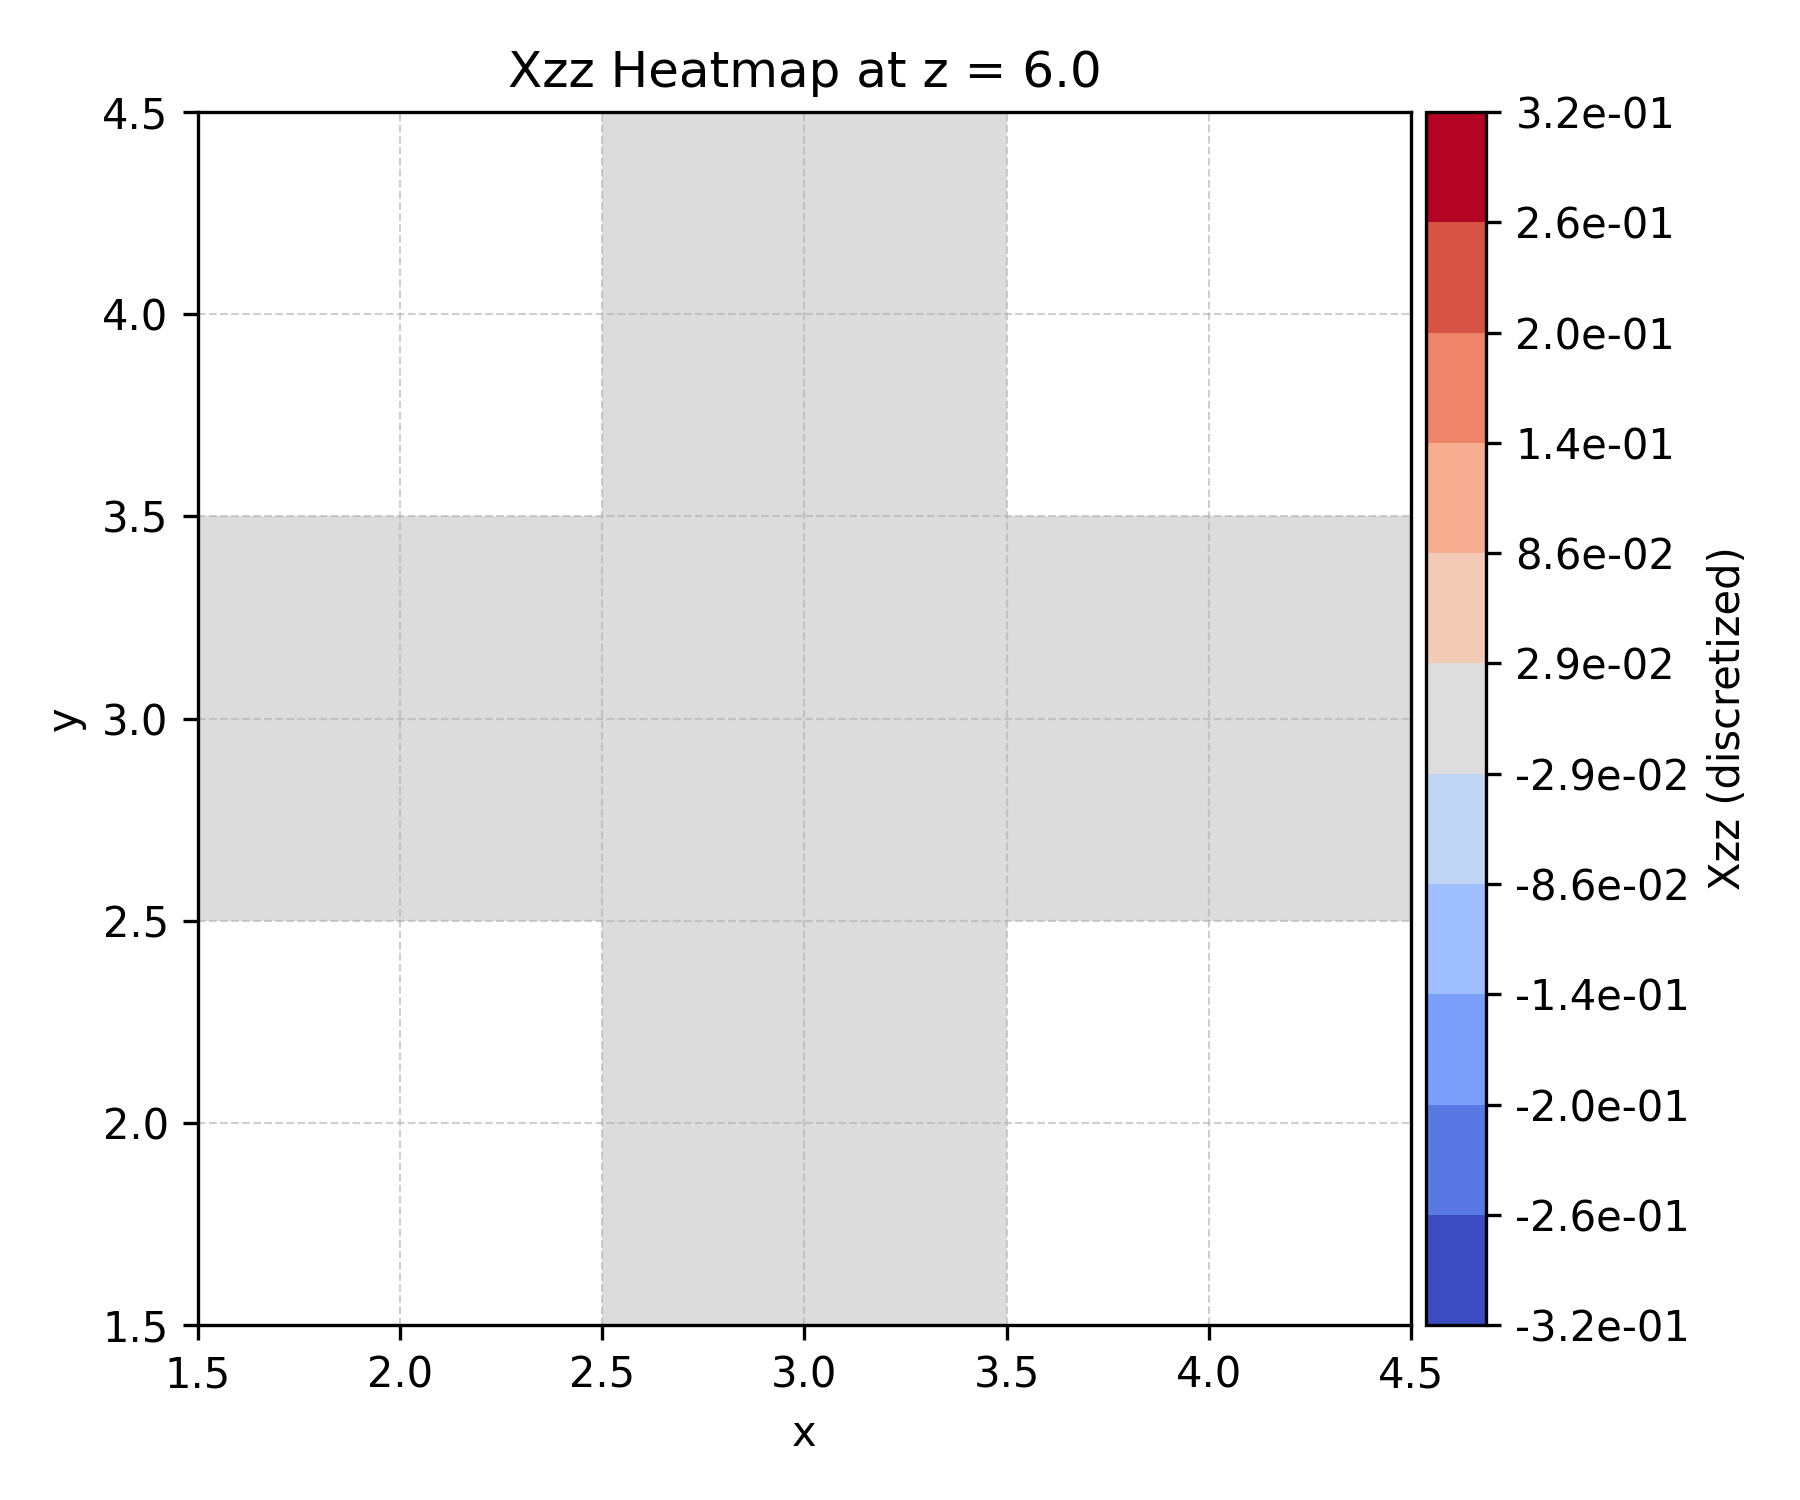 Xzz Heatmap at z = 6.0
4.5
4.0
3.5
3.0
2.5
2.0
1.5
y
1.5 2.0 2.5 3.0 3.5 4.0 4.5
x
3.2e-01
2.6e-01
2.0e-01
1.4e-01
8.6e-02
2.9e-02
-2.9e-02
-8.6e-02
-1.4e-01
-2.0e-01
-2.6e-01
-3.2e-01
Xzz (discretized)